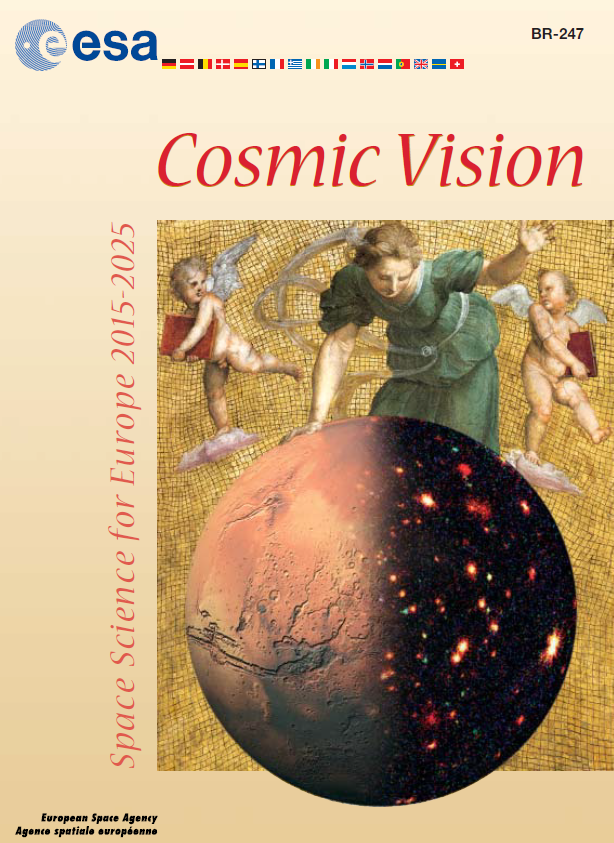 esa
BR-247
Cosmic Vision
Space Science for Europe 2015-2025
European Space Agency
Agence spatiale européenne